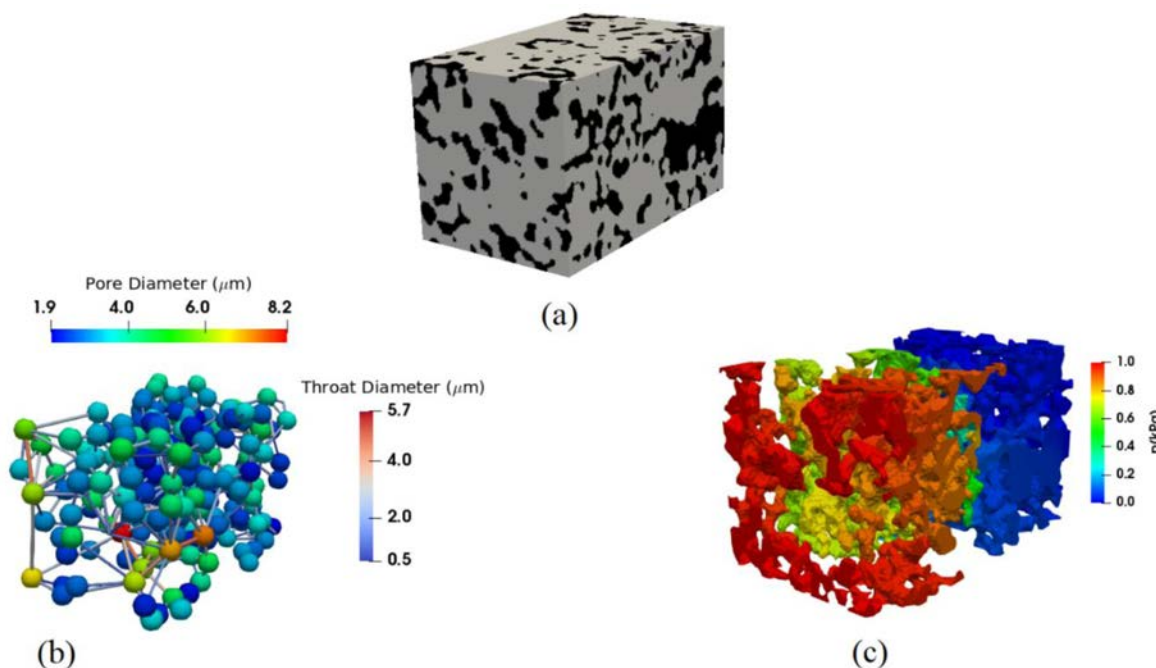 (a)
Pore Diameter (μm)
1.9 4.0 6.0 8.2
Throat Diameter (μm)
5.7
4.0
2.0
0.5
(b)
1.0
0.8
0.6
0.4
0.2
0.0
p(kPa)
(c)